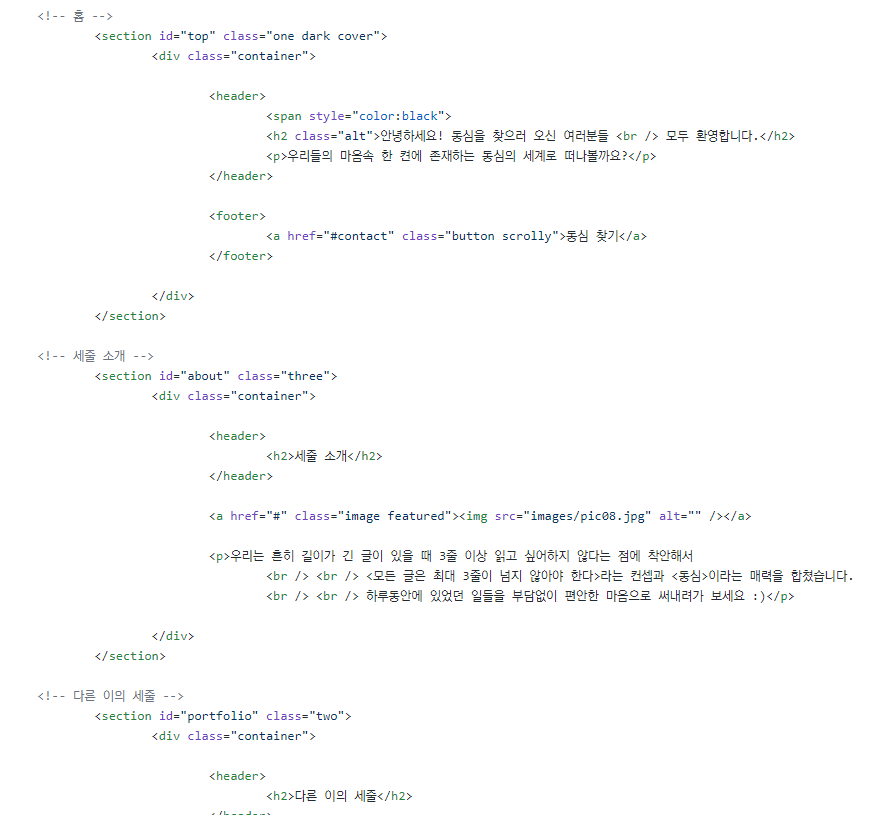 <!-- 홈 -->
<section id="top" class="one dark cover">
<div class="container">
<header>
<span style="color:black">
<h2 class="alt">안녕하세요! 동심을 찾으러 오신 여러분들 <br /> 모두 환영합니다.</h2>
<p>우리들의 마음속 한 켠에 존재하는 동심의 세계로 떠나볼까요?</p>
</header>
<footer>
<a href="#contact" class="button scrolly">동심 찾기</a>
</footer>
</div>
</section>
<!-- 세줄 소개 -->
<section id="about" class="three">
<div class="container">
<header>
<h2>세줄 소개</h2>
</header>
<a href="#" class="image featured"><img src="images/pic08.jpg" alt="" /></a>
<p>우리는 흔히 길이가 긴 글이 있을 때 3줄 이상 읽고 싶어하지 않다는 점에 착안해서
<br /> <br /> <모든 글은 최대 3줄이 넘지 않아야 한다>라는 컨셉과 <동심>이라는 매력을 합쳤습니다.
<br /> <br /> 하루동안에 있었던 일들을 부담없이 편안한 마음으로 써내려가 보세요 :)</p>
</div>
</section>
<!-- 다른 이의 세줄 -->
<section id="portfolio" class="two">
<div class="container">
<header>
<h2>다른 이의 세줄</h2>
</header>